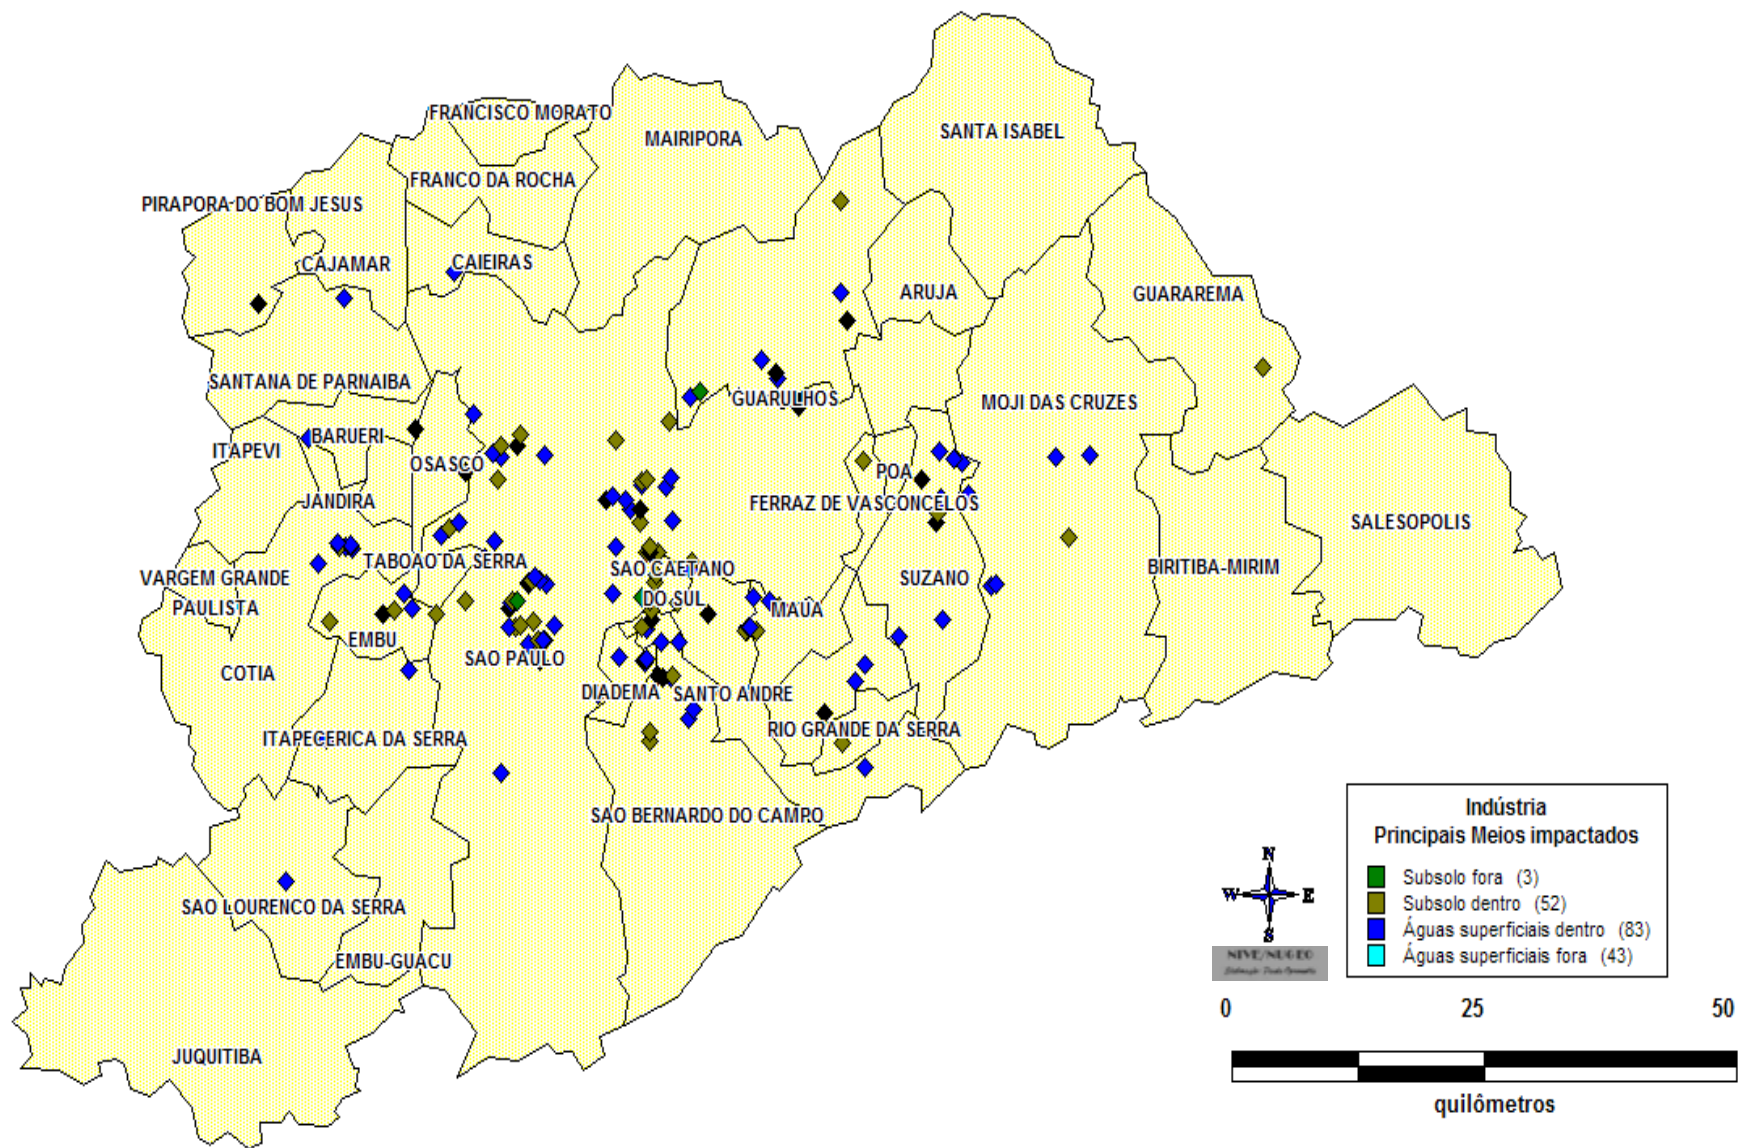 FRANCISCO MORATO
MAIRIPORA
SANTA ISABEL
FRANCO DA ROCHA
PIRAPORA DO BOM JESUS
CAJAMAR
CAIEIRAS
ARUJA
GUARAREMA
SANTANA DE PARNAIBA
GUARULHOS
MOJI DAS CRUZES
ITAPEVI
BARUERI
OSASCO
POA
JANDIRA
FERRAZ DE VASCONCELOS
SALESOPOLIS
TABOAO DA SERRA
SAO CAETANO
DO SUL
VARGEM GRANDE
PAULISTA
SUZANO
BIRITIBA-MIRIM
MAUA
EMBU
SAO PAULO
COTIA
DIADEMA
SANTO ANDRE
ITAPECERICA DA SERRA
RIO GRANDE DA SERRA
SAO BERNARDO DO CAMPO
SAO LOURENCO DA SERRA
EMBU-GUACU
JUQUITIBA
Indústria
Principais Meios impactados
Subsolo fora (3)
Subsolo dentro (52)
Águas superficiais dentro (83)
Águas superficiais fora (43)
N
W E
S
NIVE/NUGEO
0 25 50
quilômetros